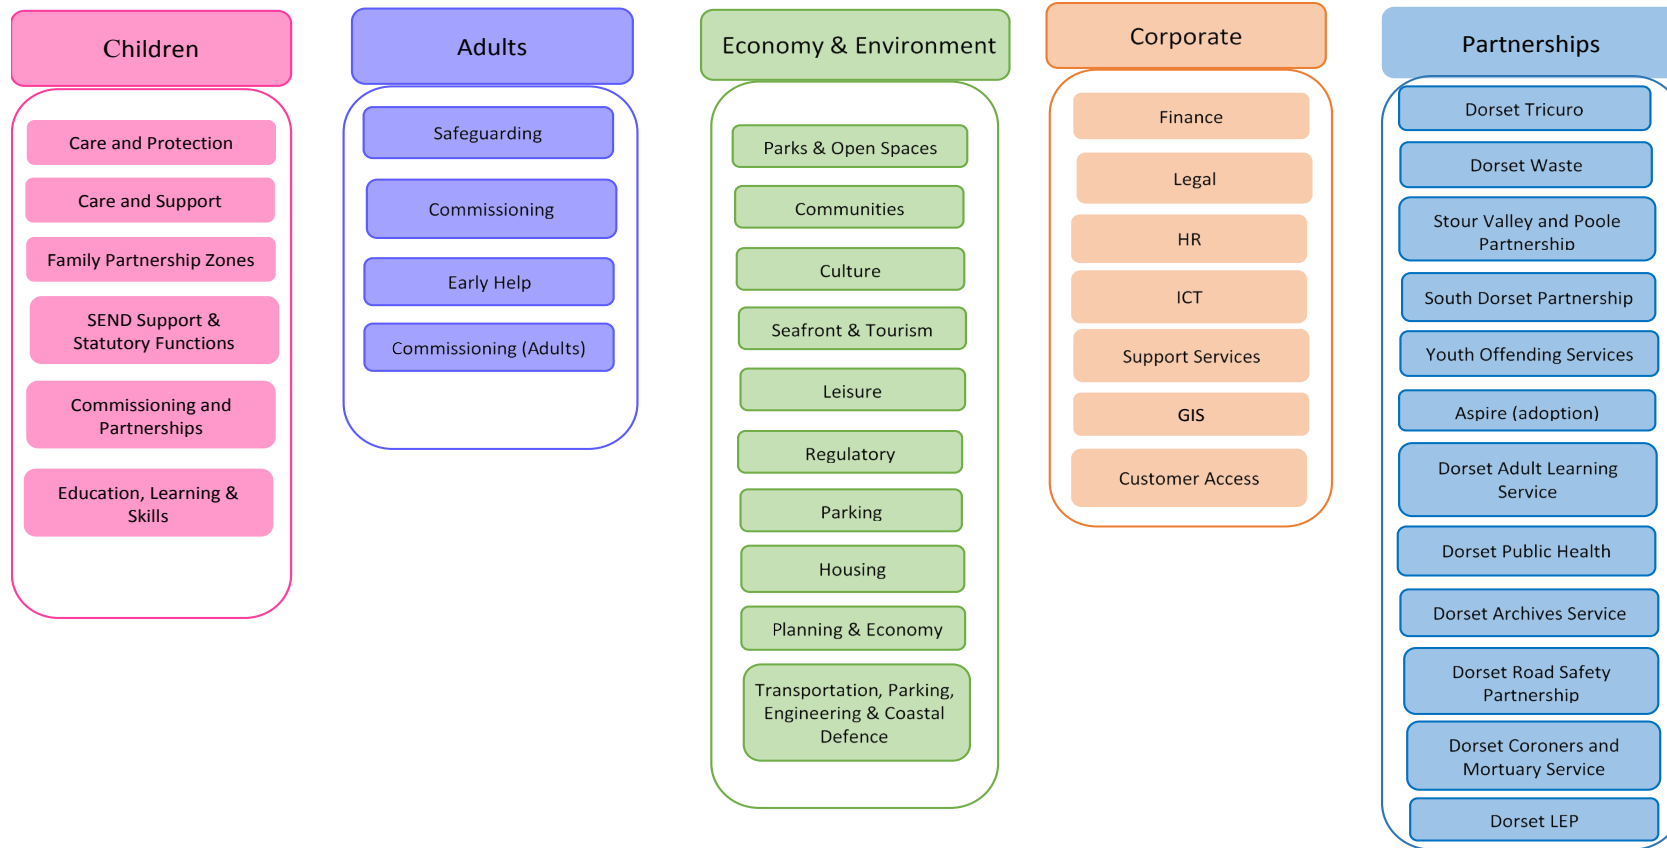 Children
Care and Protection
Care and Support
Family Partnership Zones
SEND Support &
Statutory Functions
Commissioning and
Partnerships
Education, Learning &
Skills
Adults
Safeguarding
Commissioning
Early Help
Commissioning (Adults)
Economy & Environment
Parks & Open Spaces
Communities
Culture
Seafront & Tourism
Leisure
Regulatory
Parking
Housing
Planning & Economy
Transportation, Parking,
Engineering & Coastal
Defence
Corporate
Finance
Legal
HR
ICT
Support Services
GIS
Customer Access
Partnerships
Dorset Tricuro
Dorset Waste
Stour Valley and Poole
Partnership
South Dorset Partnership
Youth Offending Services
Aspire (adoption)
Dorset Adult Learning
Service
Dorset Public Health
Dorset Archives Service
Dorset Road Safety
Partnership
Dorset Coroners and
Mortuary Service
Dorset LEP